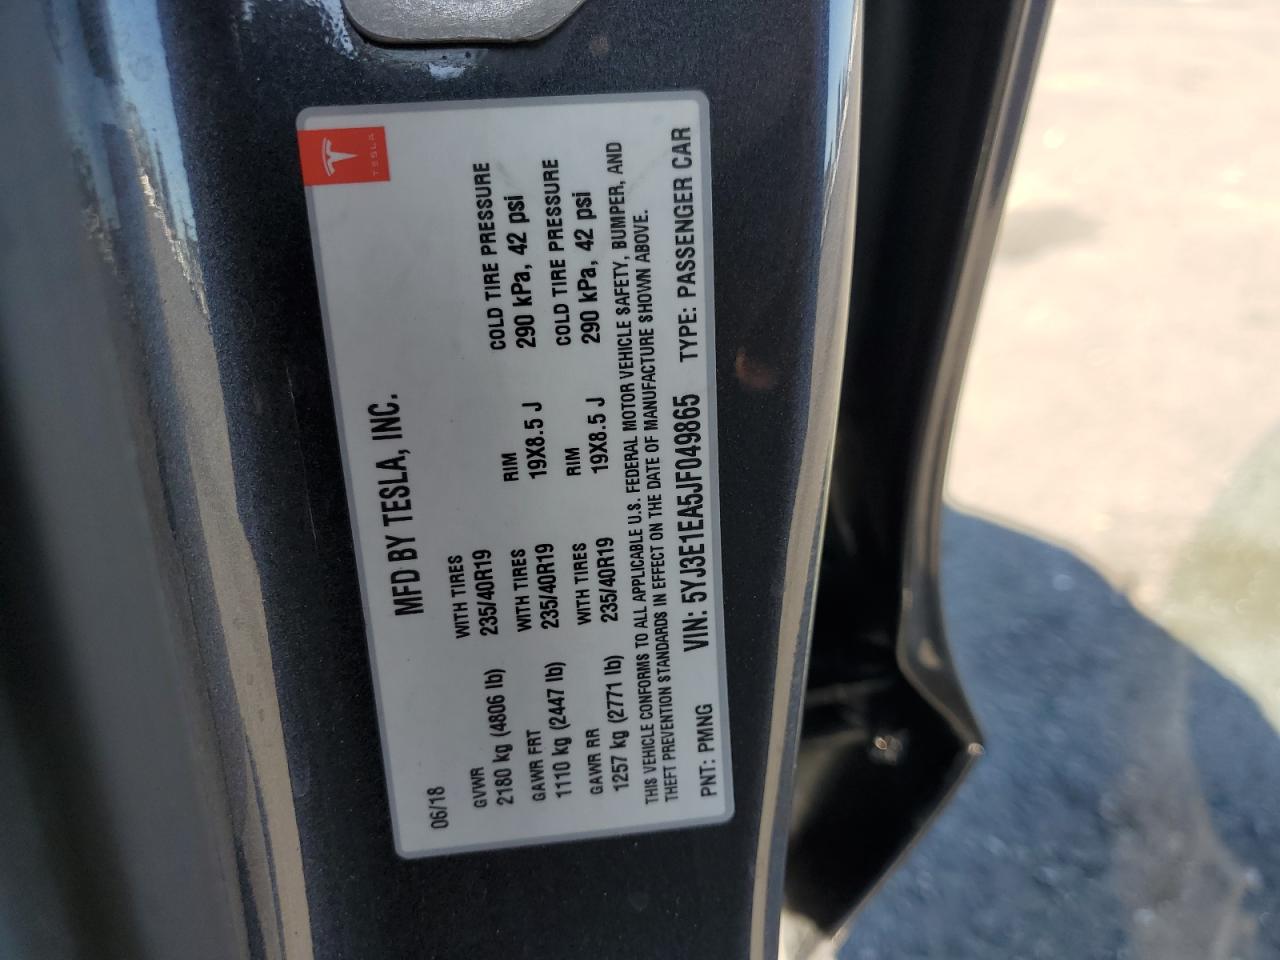 TESLA
MFD BY TESLA, INC.
06/18
GVWR WITH TIRES RIM COLD TIRE PRESSURE
2180 kg (4806 lb) 235/40R19 19X8.5 J 290 kPa, 42 psi
GAWR FRT WITH TIRES RIM COLD TIRE PRESSURE
1110 kg (2447 lb) 235/40R19 19X8.5 J 290 kPa, 42 psi
GAWR RR WITH TIRES
1257 kg (2771 lb) 235/40R19
THIS VEHICLE CONFORMS TO ALL APPLICABLE U.S. FEDERAL MOTOR VEHICLE SAFETY, BUMPER, AND
THEFT PREVENTION STANDARDS IN EFFECT ON THE DATE OF MANUFACTURE SHOWN ABOVE.
PNT: PMNG VIN: 5YJ3E1EA5JF049865 TYPE: PASSENGER CAR